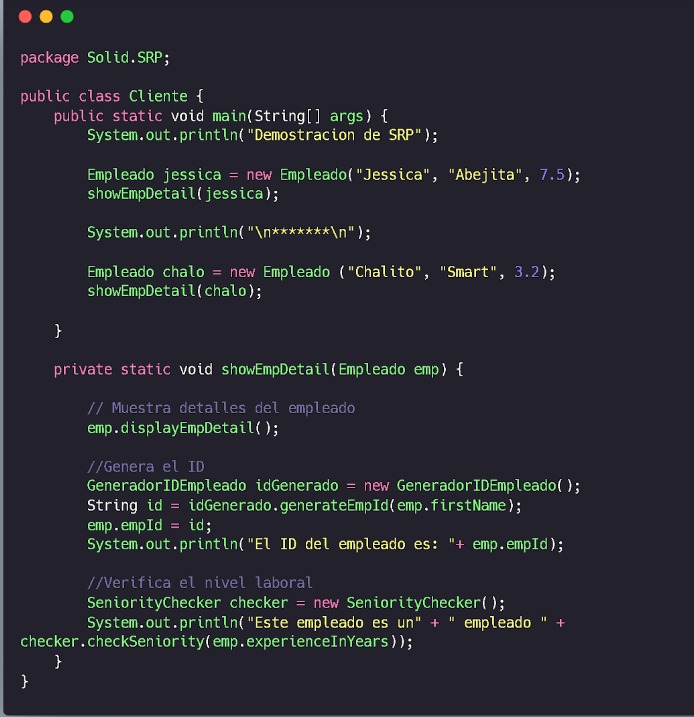 package Solid.SRP;
public class Cliente {
public static void main(String[] args) {
System.out.println("Demostracion de SRP");
Empleado jessica = new Empleado("Jessica", "Abejita", 7.5);
showEmpDetail(jessica);
System.out.println("\n*******\n");
Empleado chalo = new Empleado ("Chalito", "Smart", 3.2);
showEmpDetail(chalo);
}
private static void showEmpDetail(Empleado emp) {
// Muestra detalles del empleado
emp.displayEmpDetail();
//Genera el ID
GeneradorIDEmpleado idGenerado = new GeneradorIDEmpleado();
String id = idGenerado.generateEmpId(emp.firstName);
emp.empId = id;
System.out.println("El ID del empleado es: "+ emp.empId);
//Verifica el nivel laboral
SeniorityChecker checker = new SeniorityChecker();
System.out.println("Este empleado es un" + " empleado " +
checker.checkSeniority(emp.experienceInYears));
}
}